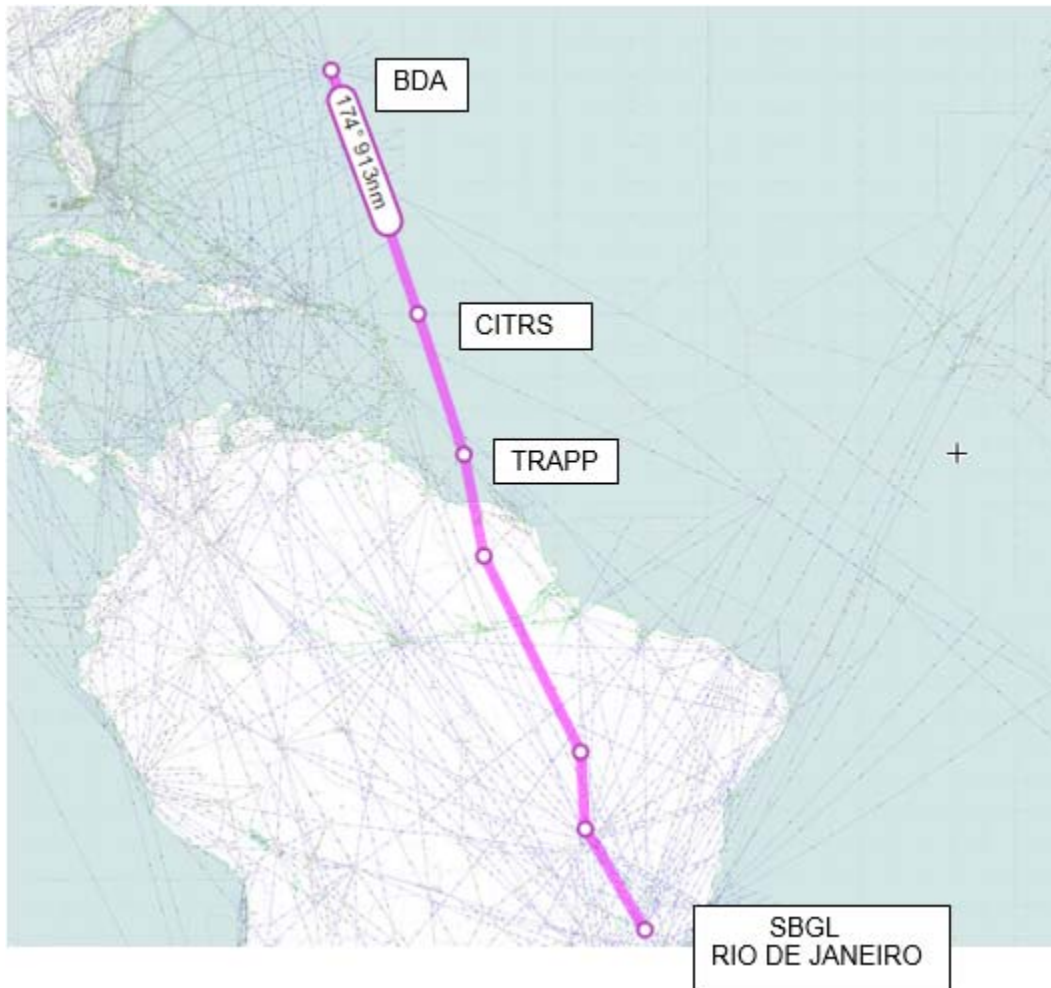 BDA
174° 913nm
CITRS
TRAPP
SBGL
RIO DE JANEIRO